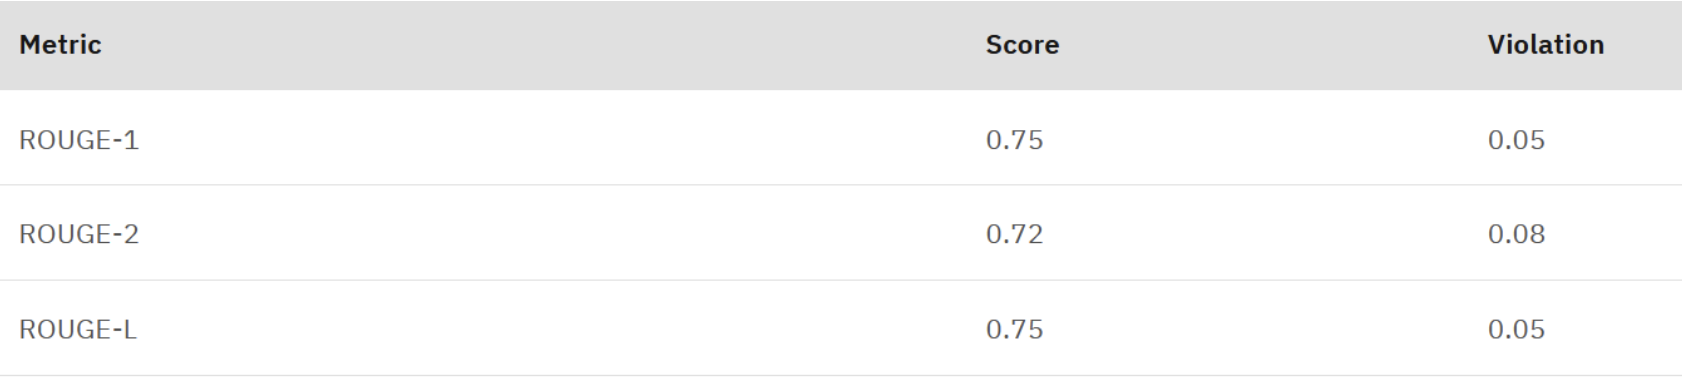 Metric Score Violation
ROUGE-1 0.75 0.05
ROUGE-2 0.72 0.08
ROUGE-L 0.75 0.05